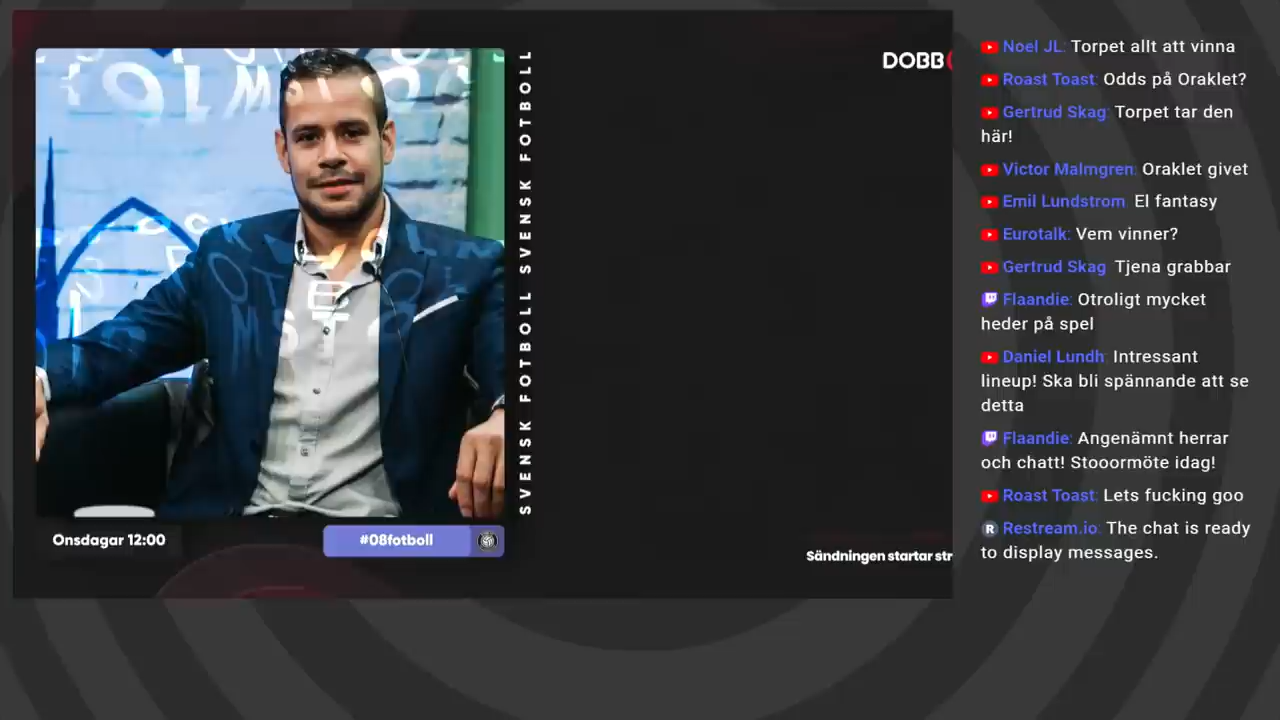 DOBB
SVENSK FOTBOLL SVENSK FOTBOLL
Onsdagar 12:00
#08fotboll
Sändningen startar str
Noel JL: Torpet allt att vinna
Roast Toast: Odds på Oraklet?
Gertrud Skag: Torpet tar den
här!
Victor Malmgren: Oraklet givet
Emil Lundstrom: El fantasy
Eurotalk: Vem vinner?
Gertrud Skag: Tjena grabbar
Flaandie: Otroligt mycket
heder på spel
Daniel Lundh: Intressant
lineup! Ska bli spännande att se
detta
Flaandie: Angenämnt herrar
och chatt! Stooormöte idag!
Roast Toast: Lets fucking goo
R Restream.io: The chat is ready
to display messages.